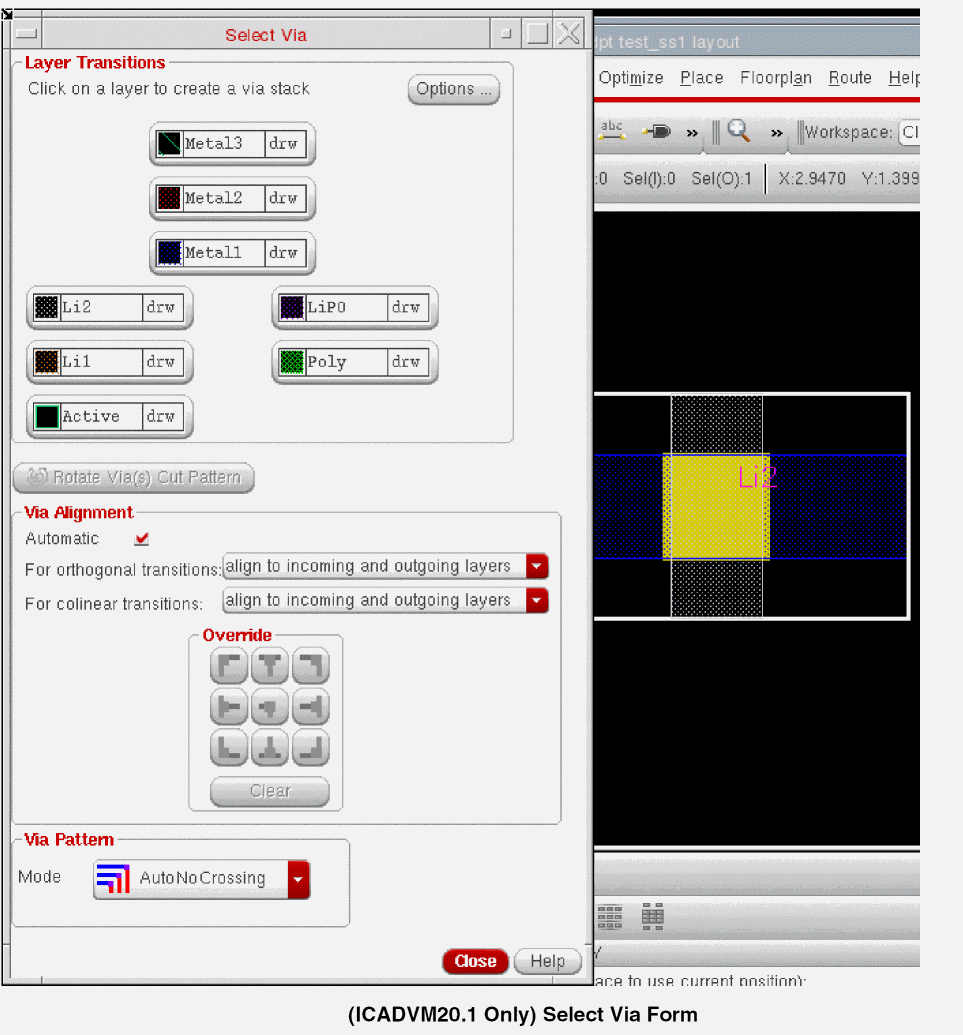 Select Via
Layer Transitions
Click on a layer to create a via stack
Options ...
Metal3 drw
Metal2 drw
Metal1 drw
Li2 drw
LiPO drw
Li1 drw
Poly drw
Active drw
Rotate Via(s) Cut Pattern
Via Alignment
Automatic
For orthogonal transitions: align to incoming and outgoing layers
For colinear transitions: align to incoming and outgoing layers
Override
Clear
Via Pattern
Mode AutoNoCrossing
Close Help
dpt test_ss1 layout
Optimize Place Floorplan Route Help
abc » » Workspace: Cl
:0 Sel(I):0 Sel(O):1 X:2.9470 Y:1.399
Li2
ace to use current position):
(ICADVM20.1 Only) Select Via Form